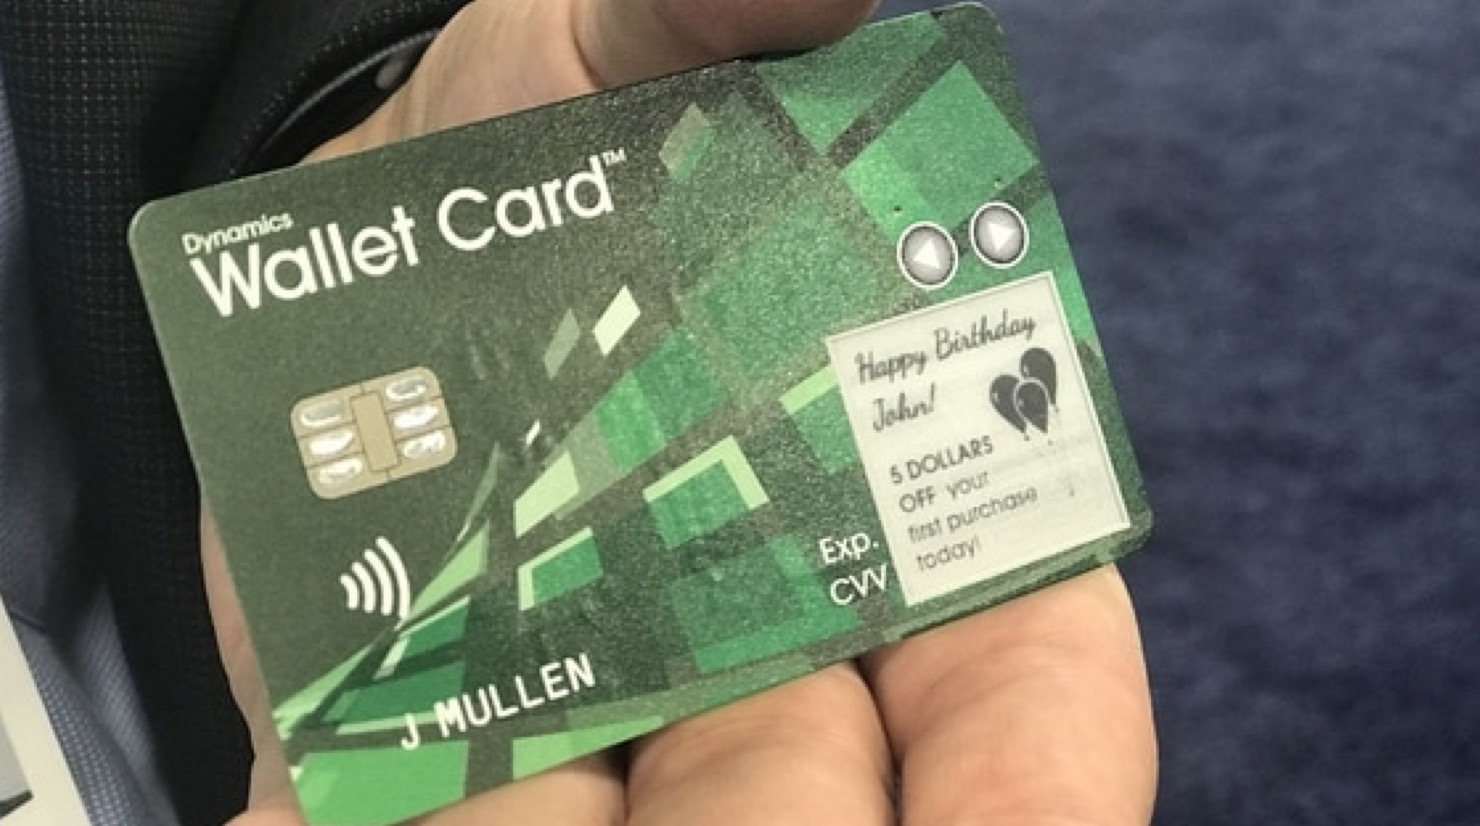 Dynamics
Wallet Card™
Happy Birthday
John!
5 DOLLARS
OFF your
first purchase
today!
Exp.
CVV
J MULLEN